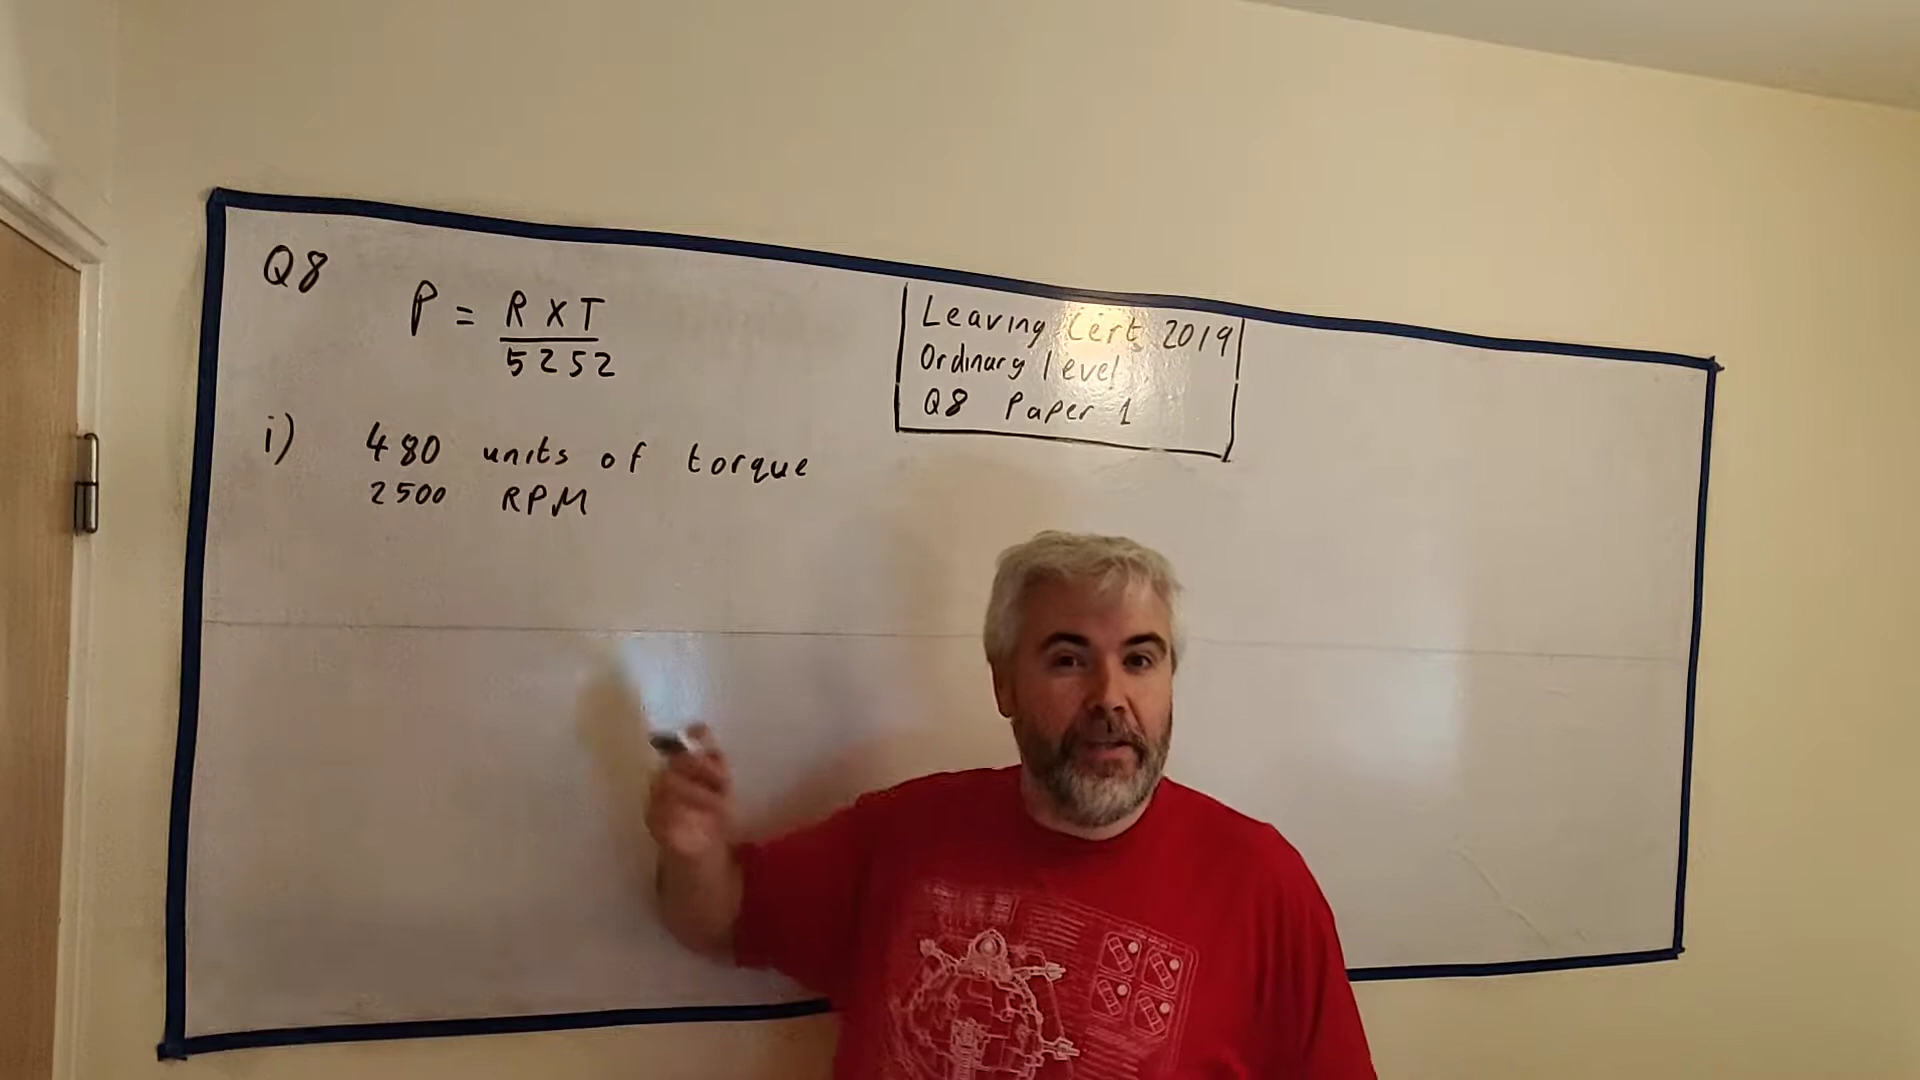 Q8
P = R X T
5252
Leaving Cert 2019
Ordinary level
Q8 Paper 1
i) 480 units of torque
2500 RPM